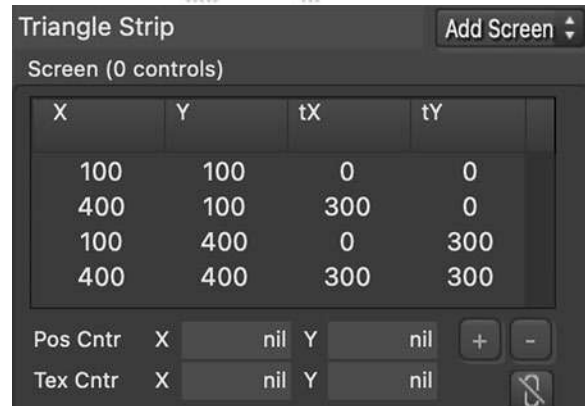 Triangle Strip Add Screen
Screen (0 controls)
X Y tX tY
100 100 0 0
400 100 300 0
100 400 0 300
400 400 300 300
Pos Cntr X nil Y nil + -
Tex Cntr X nil Y nil